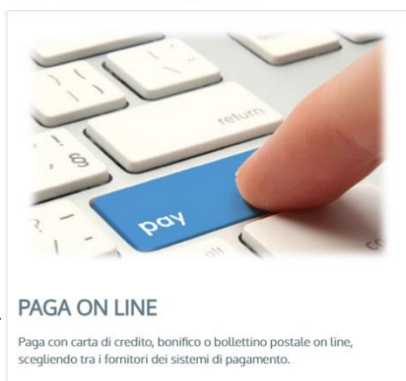 return
§
pay
alt
PAGA ON LINE
Paga con carta di credito, bonifico o bollettino postale on line,
scegliendo tra i fornitori dei sistemi di pagamento.